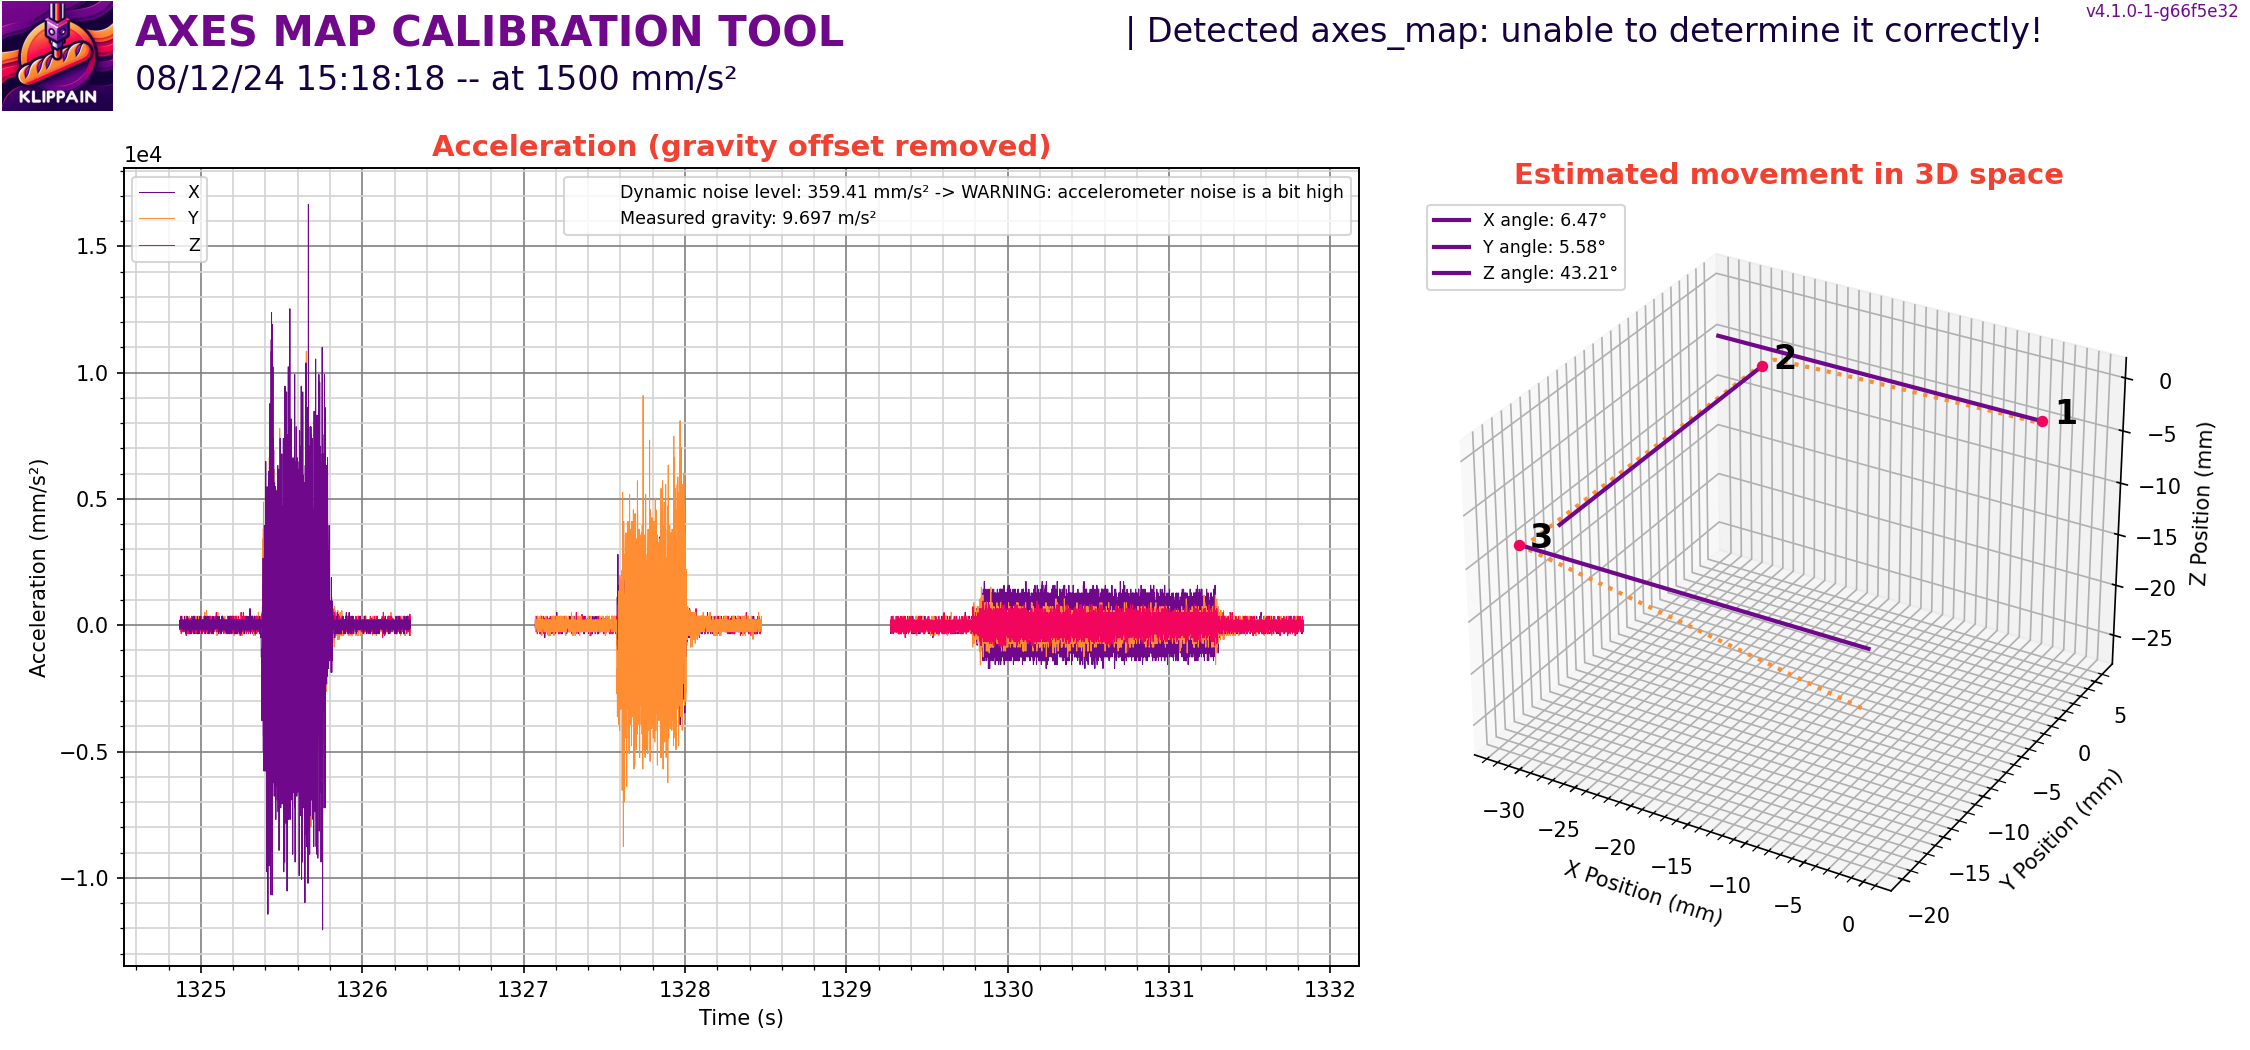 KLIPPAIN
AXES MAP CALIBRATION TOOL
08/12/24 15:18:18 -- at 1500 mm/s²
| Detected axes_map: unable to determine it correctly!
v4.1.0-1-g66f5e32
Acceleration (gravity offset removed)
1e4
X
Y
Z
Dynamic noise level: 359.41 mm/s² -> WARNING: accelerometer noise is a bit high
Measured gravity: 9.697 m/s²
Acceleration (mm/s²)
1.5
1.0
0.5
0.0
−0.5
−1.0
1325
1326
1327
1328
1329
1330
1331
1332
Time (s)
Estimated movement in 3D space
X angle: 6.47°
Y angle: 5.58°
Z angle: 43.21°
1
2
3
0
−5
−10
−15
−20
−25
Z Position (mm)
5
0
−5
−10
−15
−20
Y Position (mm)
−30
−25
−20
−15
−10
−5
0
X Position (mm)